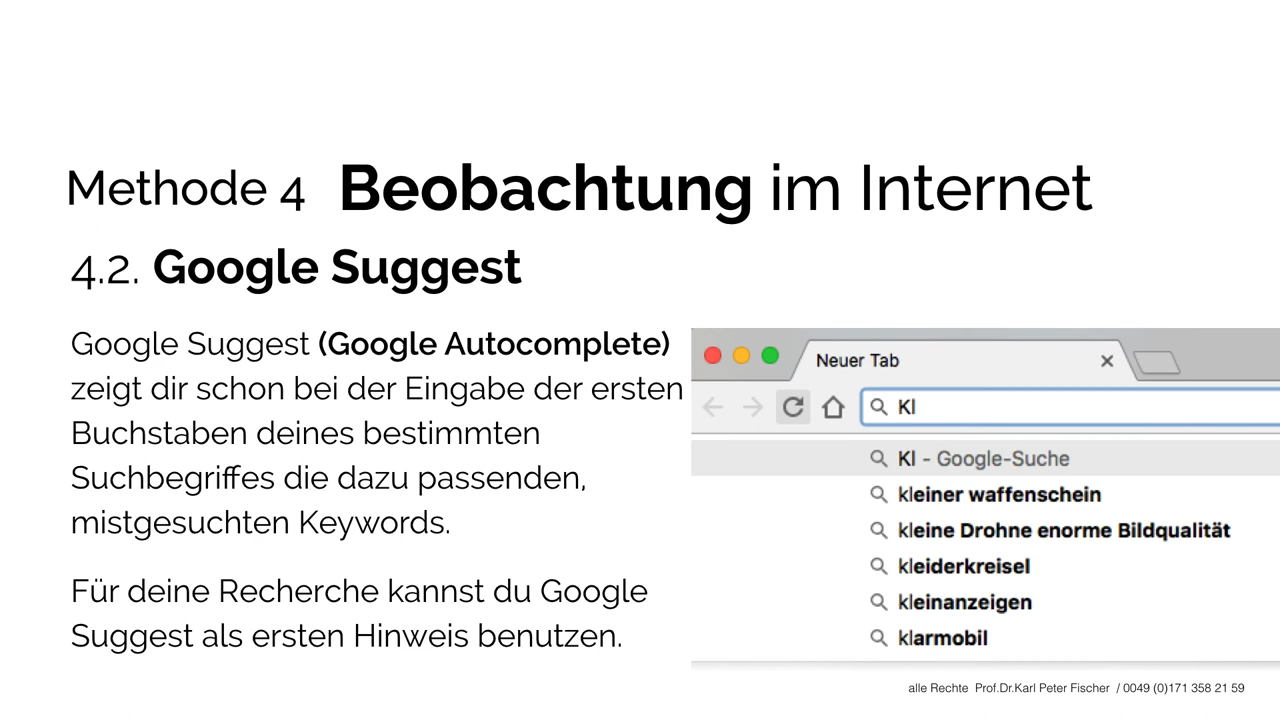 Methode 4 Beobachtung im Internet
4.2. Google Suggest
Google Suggest (Google Autocomplete)
zeigt dir schon bei der Eingabe der ersten
Buchstaben deines bestimmten
Suchbegriffes die dazu passenden,
mistgesuchten Keywords.
Für deine Recherche kannst du Google
Suggest als ersten Hinweis benutzen.
Neuer Tab
Kl
Kl - Google-Suche
kleiner waffenschein
kleine Drohne enorme Bildqualität
kleiderkreisel
kleinanzeigen
klarmobil
alle Rechte Prof.Dr.Karl Peter Fischer / 0049 (0)171 358 21 59